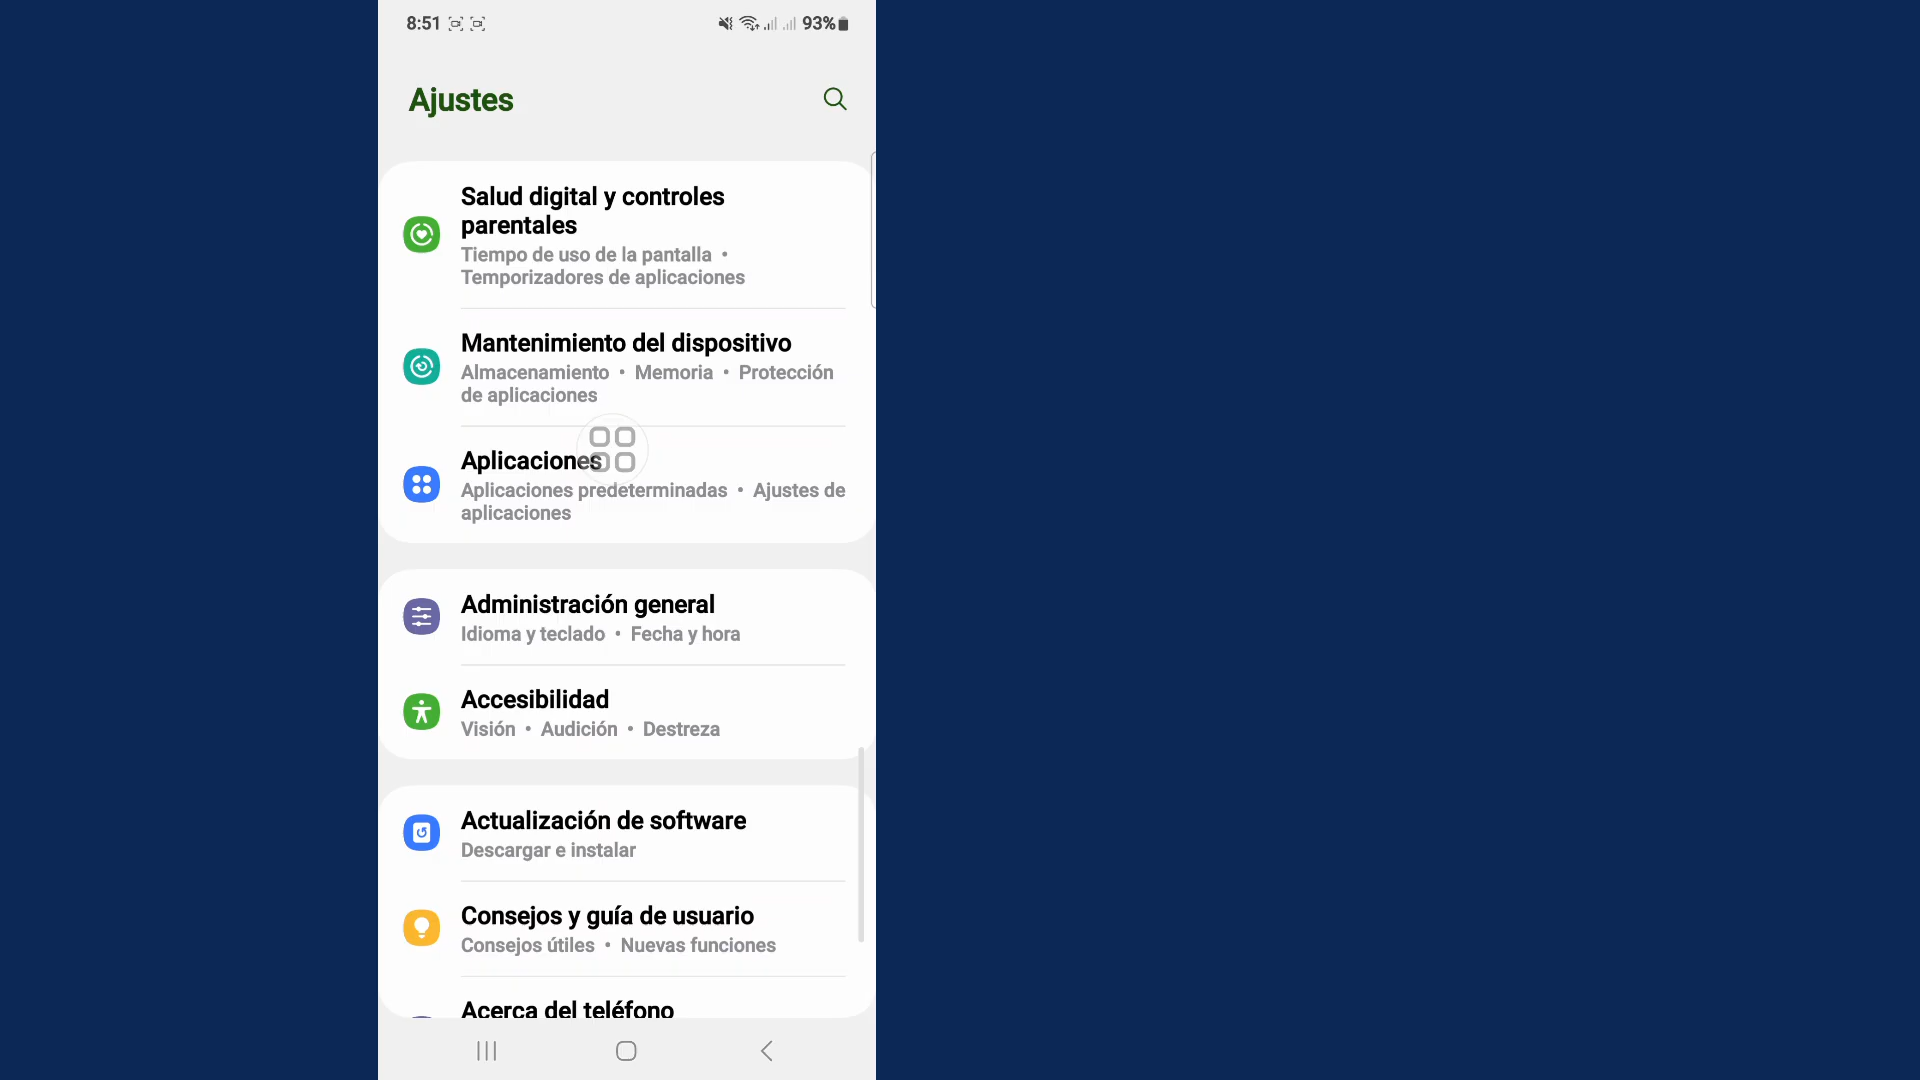 8:51
93%
Ajustes
Salud digital y controles
parentales
Tiempo de uso de la pantalla •
Temporizadores de aplicaciones
Mantenimiento del dispositivo
Almacenamiento • Memoria • Protección
de aplicaciones
Aplicaciones
Aplicaciones predeterminadas • Ajustes de
aplicaciones
Administración general
Idioma y teclado • Fecha y hora
Accesibilidad
Visión • Audición • Destreza
Actualización de software
Descargar e instalar
Consejos y guía de usuario
Consejos útiles • Nuevas funciones
Acerca del teléfono